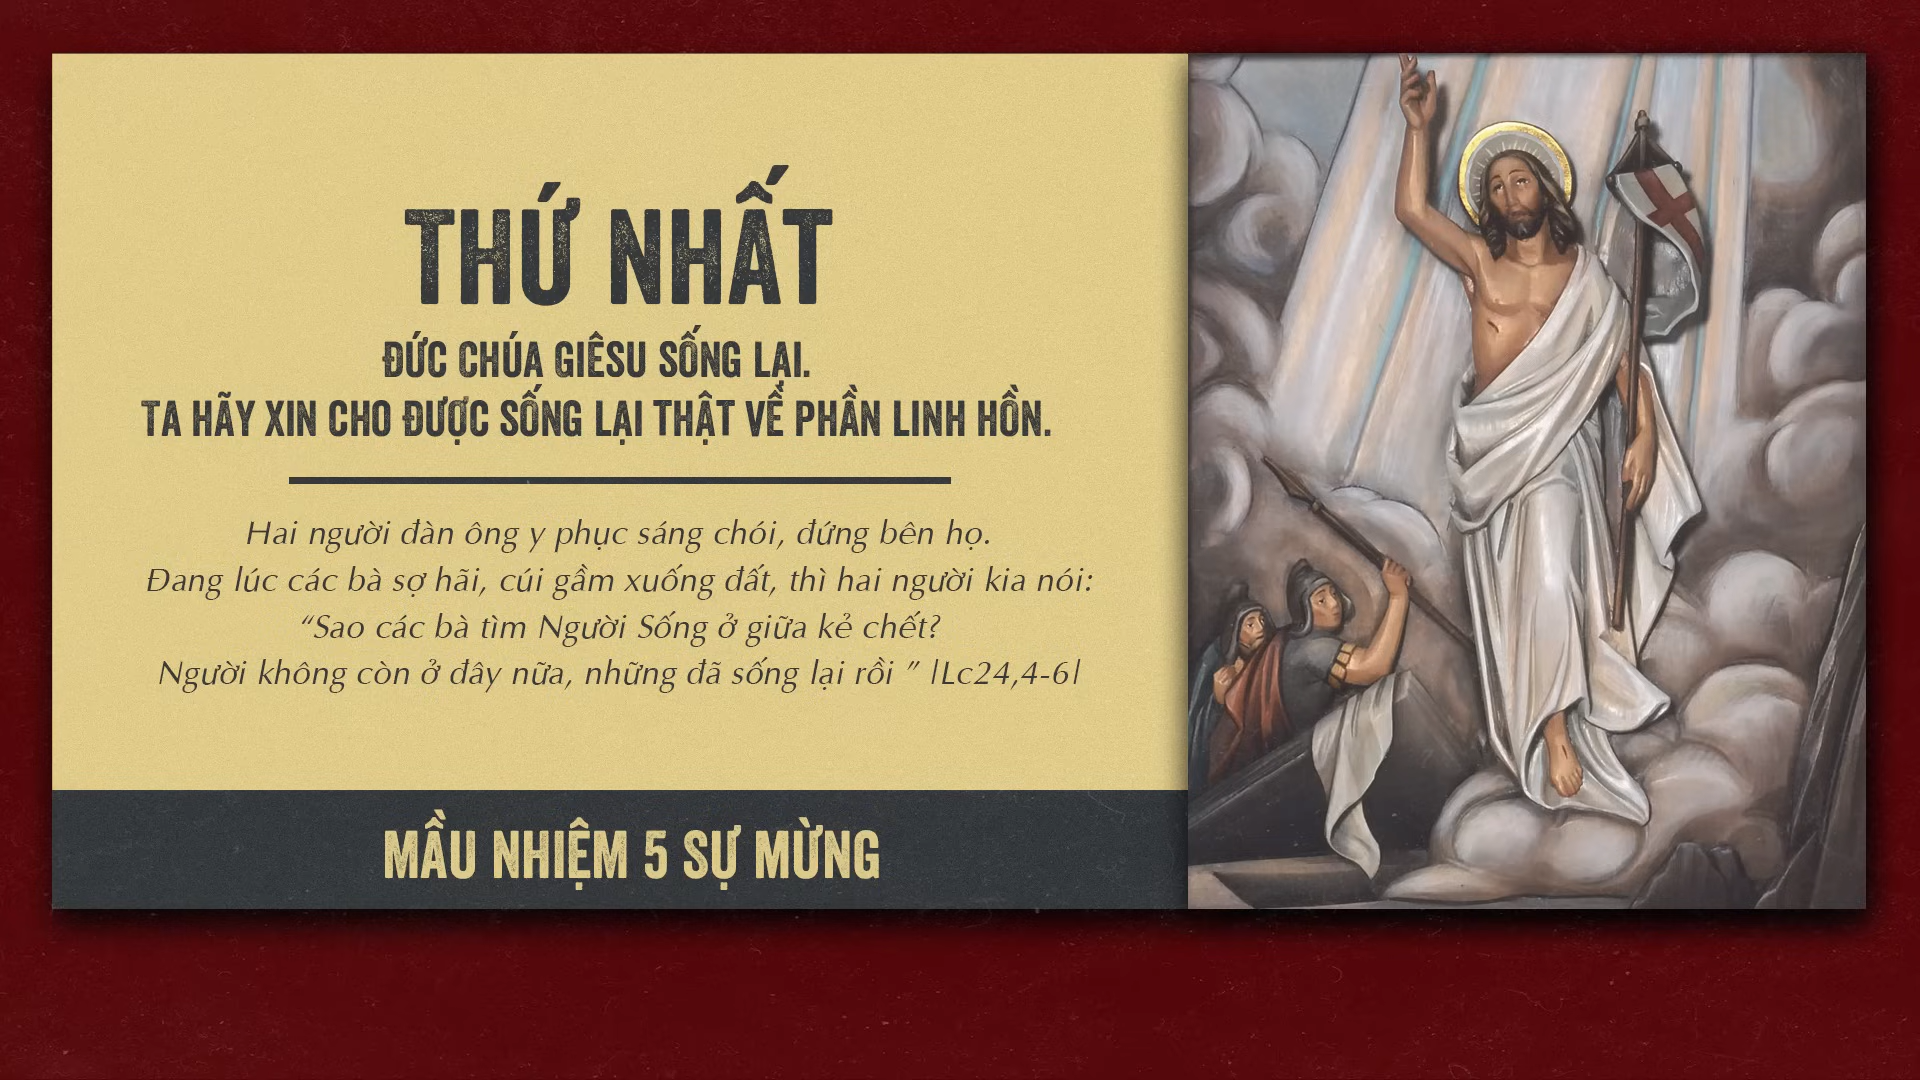 THỨ NHẤT
ĐỨC CHÚA GIÊSU SỐNG LẠI.
TA HÃY XIN CHO ĐƯỢC SỐNG LẠI THẬT VỀ PHẦN LINH HỒN.
Hai người đàn ông y phục sáng chói, đứng bên họ.
Đang lúc các bà sợ hãi, cúi gầm xuống đất, thì hai người kia nói:
“Sao các bà tìm Người Sống ở giữa kẻ chết?
Người không còn ở đây nữa, những đã sống lại rồi ” |Lc24,4-6|
MẦU NHIỆM 5 SỰ MỪNG